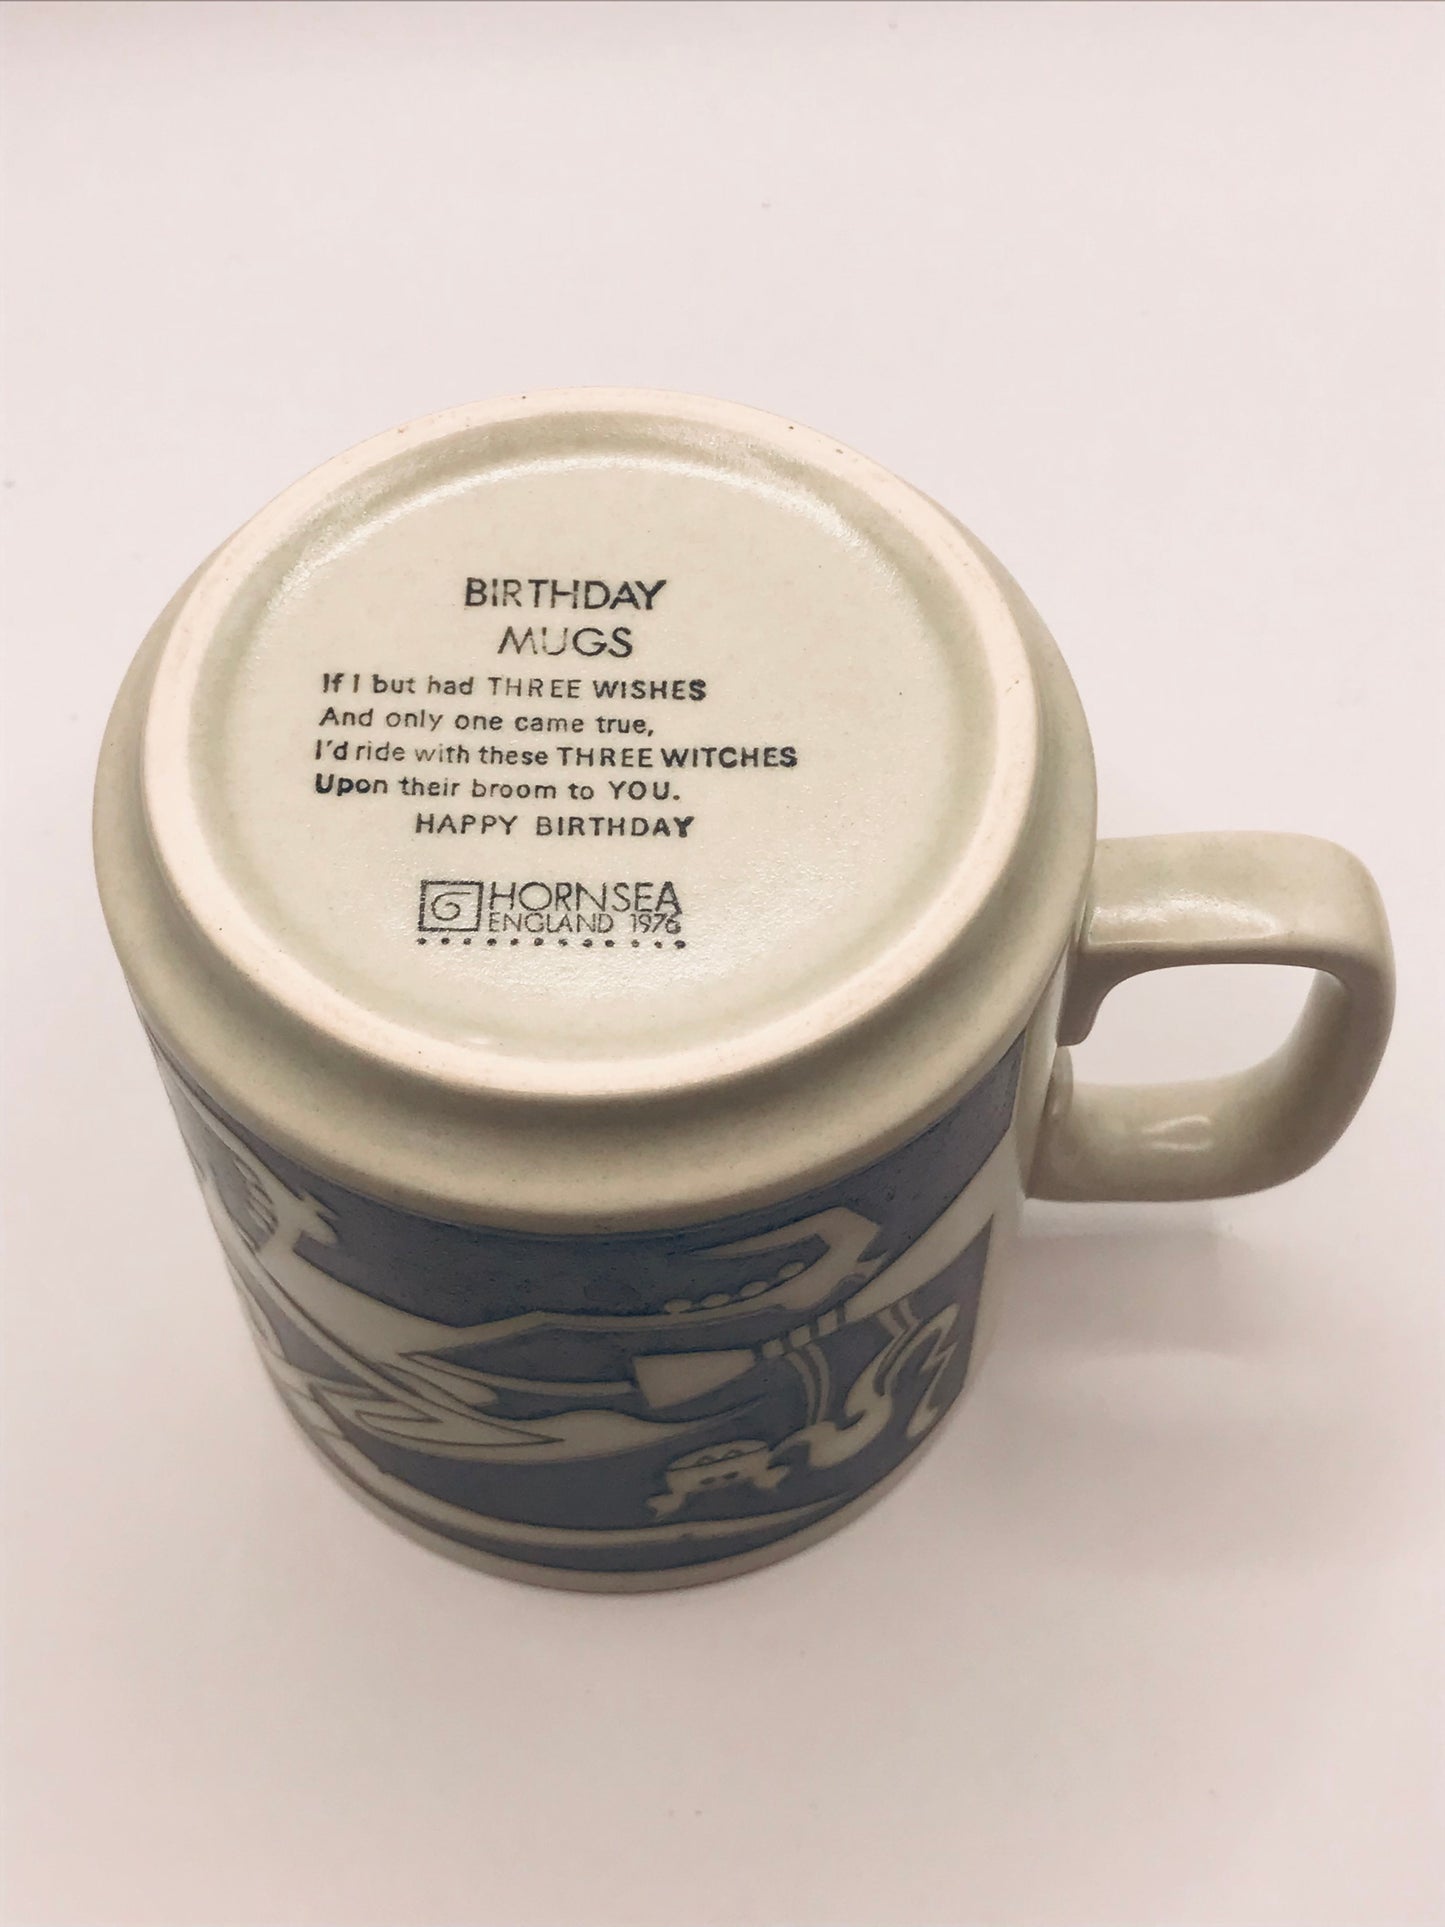 BIRTHDAY
MUGS
If I but had THREE WISHES
And only one came true,
I'd ride with these THREE WITCHES
Upon their broom to YOU.
HAPPY BIRTHDAY
HORNSEA
ENGLAND 1976